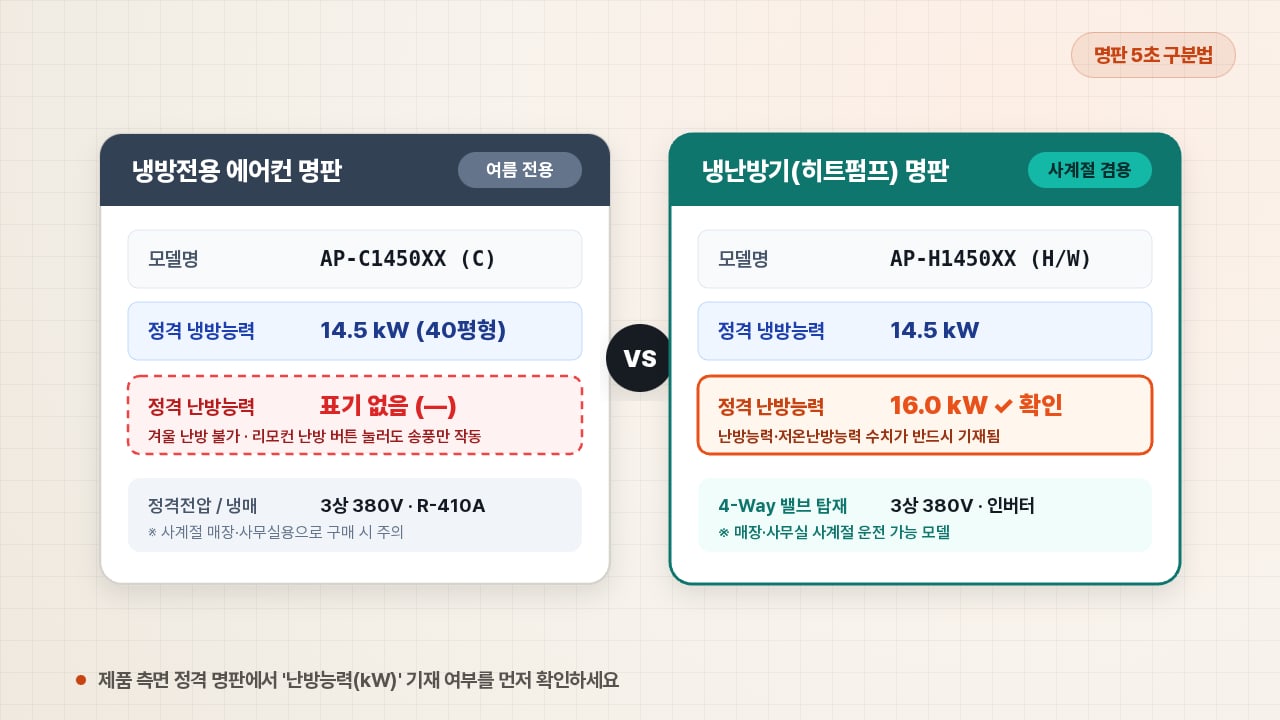 명판 5초 구분법
냉방전용 에어컨 명판
여름 전용
모델명
AP-C1450XX (C)
정격 냉방능력
14.5 kW (40평형)
정격 난방능력
표기 없음 (—)
겨울 난방 불가 · 리모컨 난방 버튼 눌러도 송풍만 작동
정격전압 / 냉매
3상 380V · R-410A
※ 사계절 매장·사무실용으로 구매 시 주의
VS
냉난방기(히트펌프) 명판
사계절 겸용
모델명
AP-H1450XX (H/W)
정격 냉방능력
14.5 kW
정격 난방능력
16.0 kW ✓ 확인
난방능력·저온난방능력 수치가 반드시 기재됨
4-Way 밸브 탑재
3상 380V · 인버터
※ 매장·사무실 사계절 운전 가능 모델
제품 측면 정격 명판에서 '난방능력(kW)' 기재 여부를 먼저 확인하세요